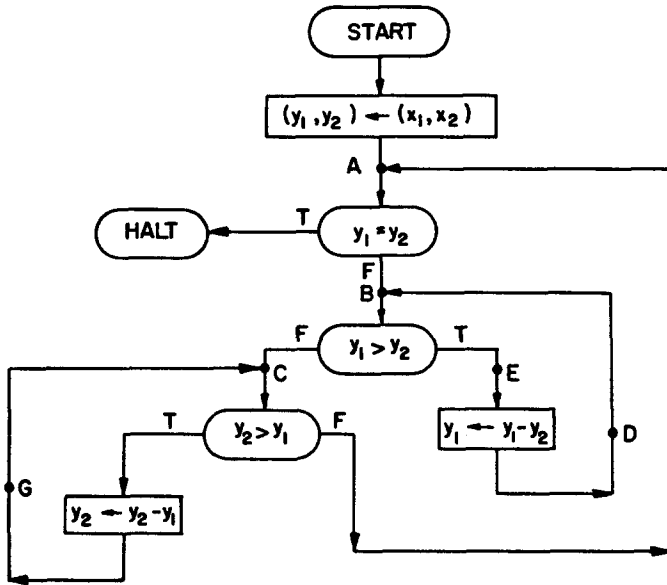 START
(y₁, y₂) ← (x₁, x₂)
A
T
HALT
y₁ = y₂
F
B
F
y₁ > y₂
T
C
E
T
y₂ > y₁
F
y₁ ← y₁ - y₂
D
G
y₂ ← y₂ - y₁